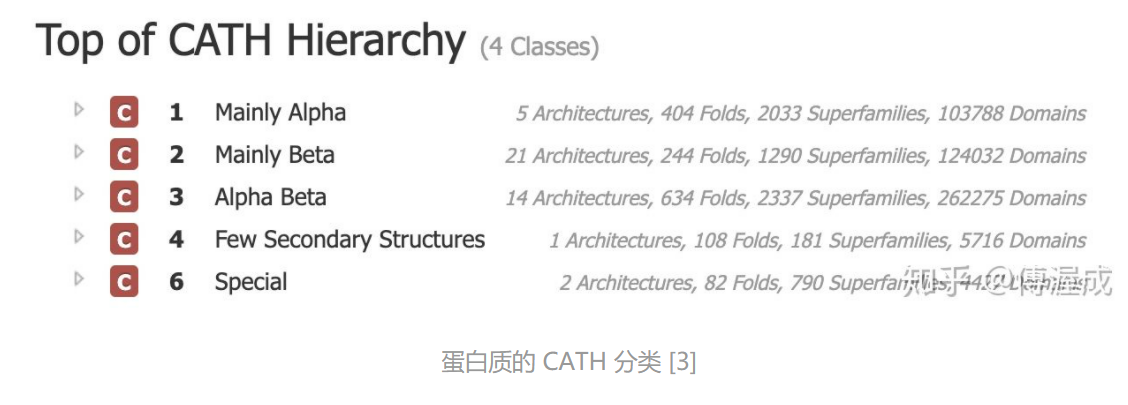 Top of CATH Hierarchy (4 Classes)
C 1 Mainly Alpha 5 Architectures, 404 Folds, 2033 Superfamilies, 103788 Domains
C 2 Mainly Beta 21 Architectures, 244 Folds, 1290 Superfamilies, 124032 Domains
C 3 Alpha Beta 14 Architectures, 634 Folds, 2337 Superfamilies, 262275 Domains
C 4 Few Secondary Structures 1 Architectures, 108 Folds, 181 Superfamilies, 5716 Domains
C 6 Special 2 Architectures, 82 Folds, 790 Superfamilies, Domains
知乎 @傅渥成
蛋白质的 CATH 分类 [3]